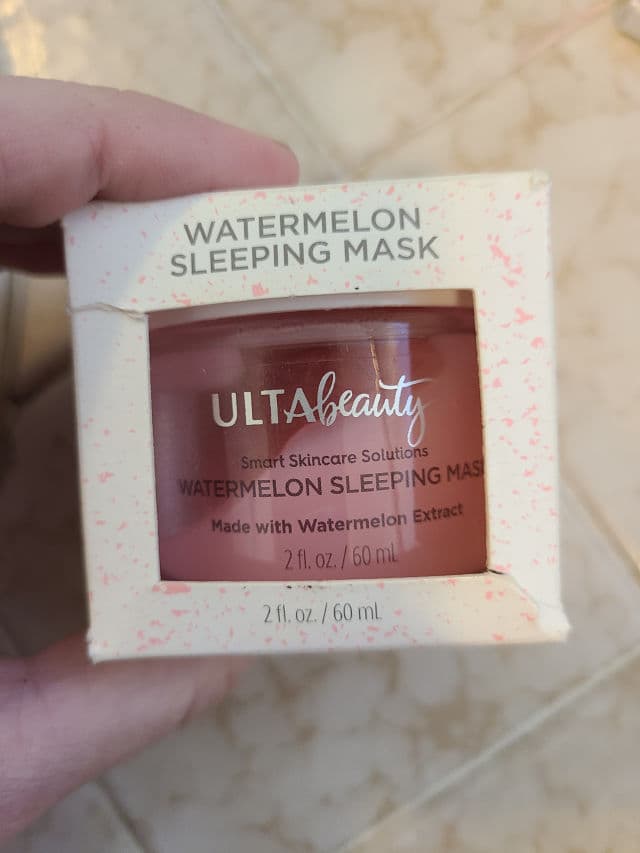 WATERMELON
SLEEPING MASK
ULTAbeauty
Smart Skincare Solutions
WATERMELON SLEEPING MASK
Made with Watermelon Extract
2 fl. oz. / 60 mL
2 fl. oz. / 60 mL